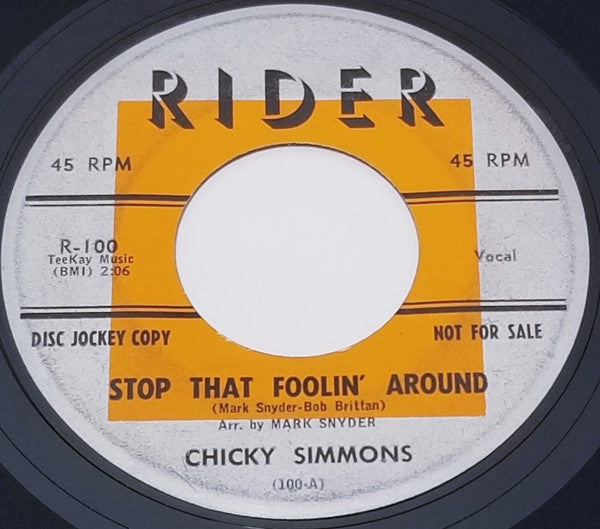 RIDER
45 RPM 45 RPM
R-100
TeeKay Music Vocal
(BMI) 2:06
DISC JOCKEY COPY NOT FOR SALE
STOP THAT FOOLIN' AROUND
(Mark Snyder-Bob Brittan)
Arr. by MARK SNYDER
CHICKY SIMMONS
(100-A)